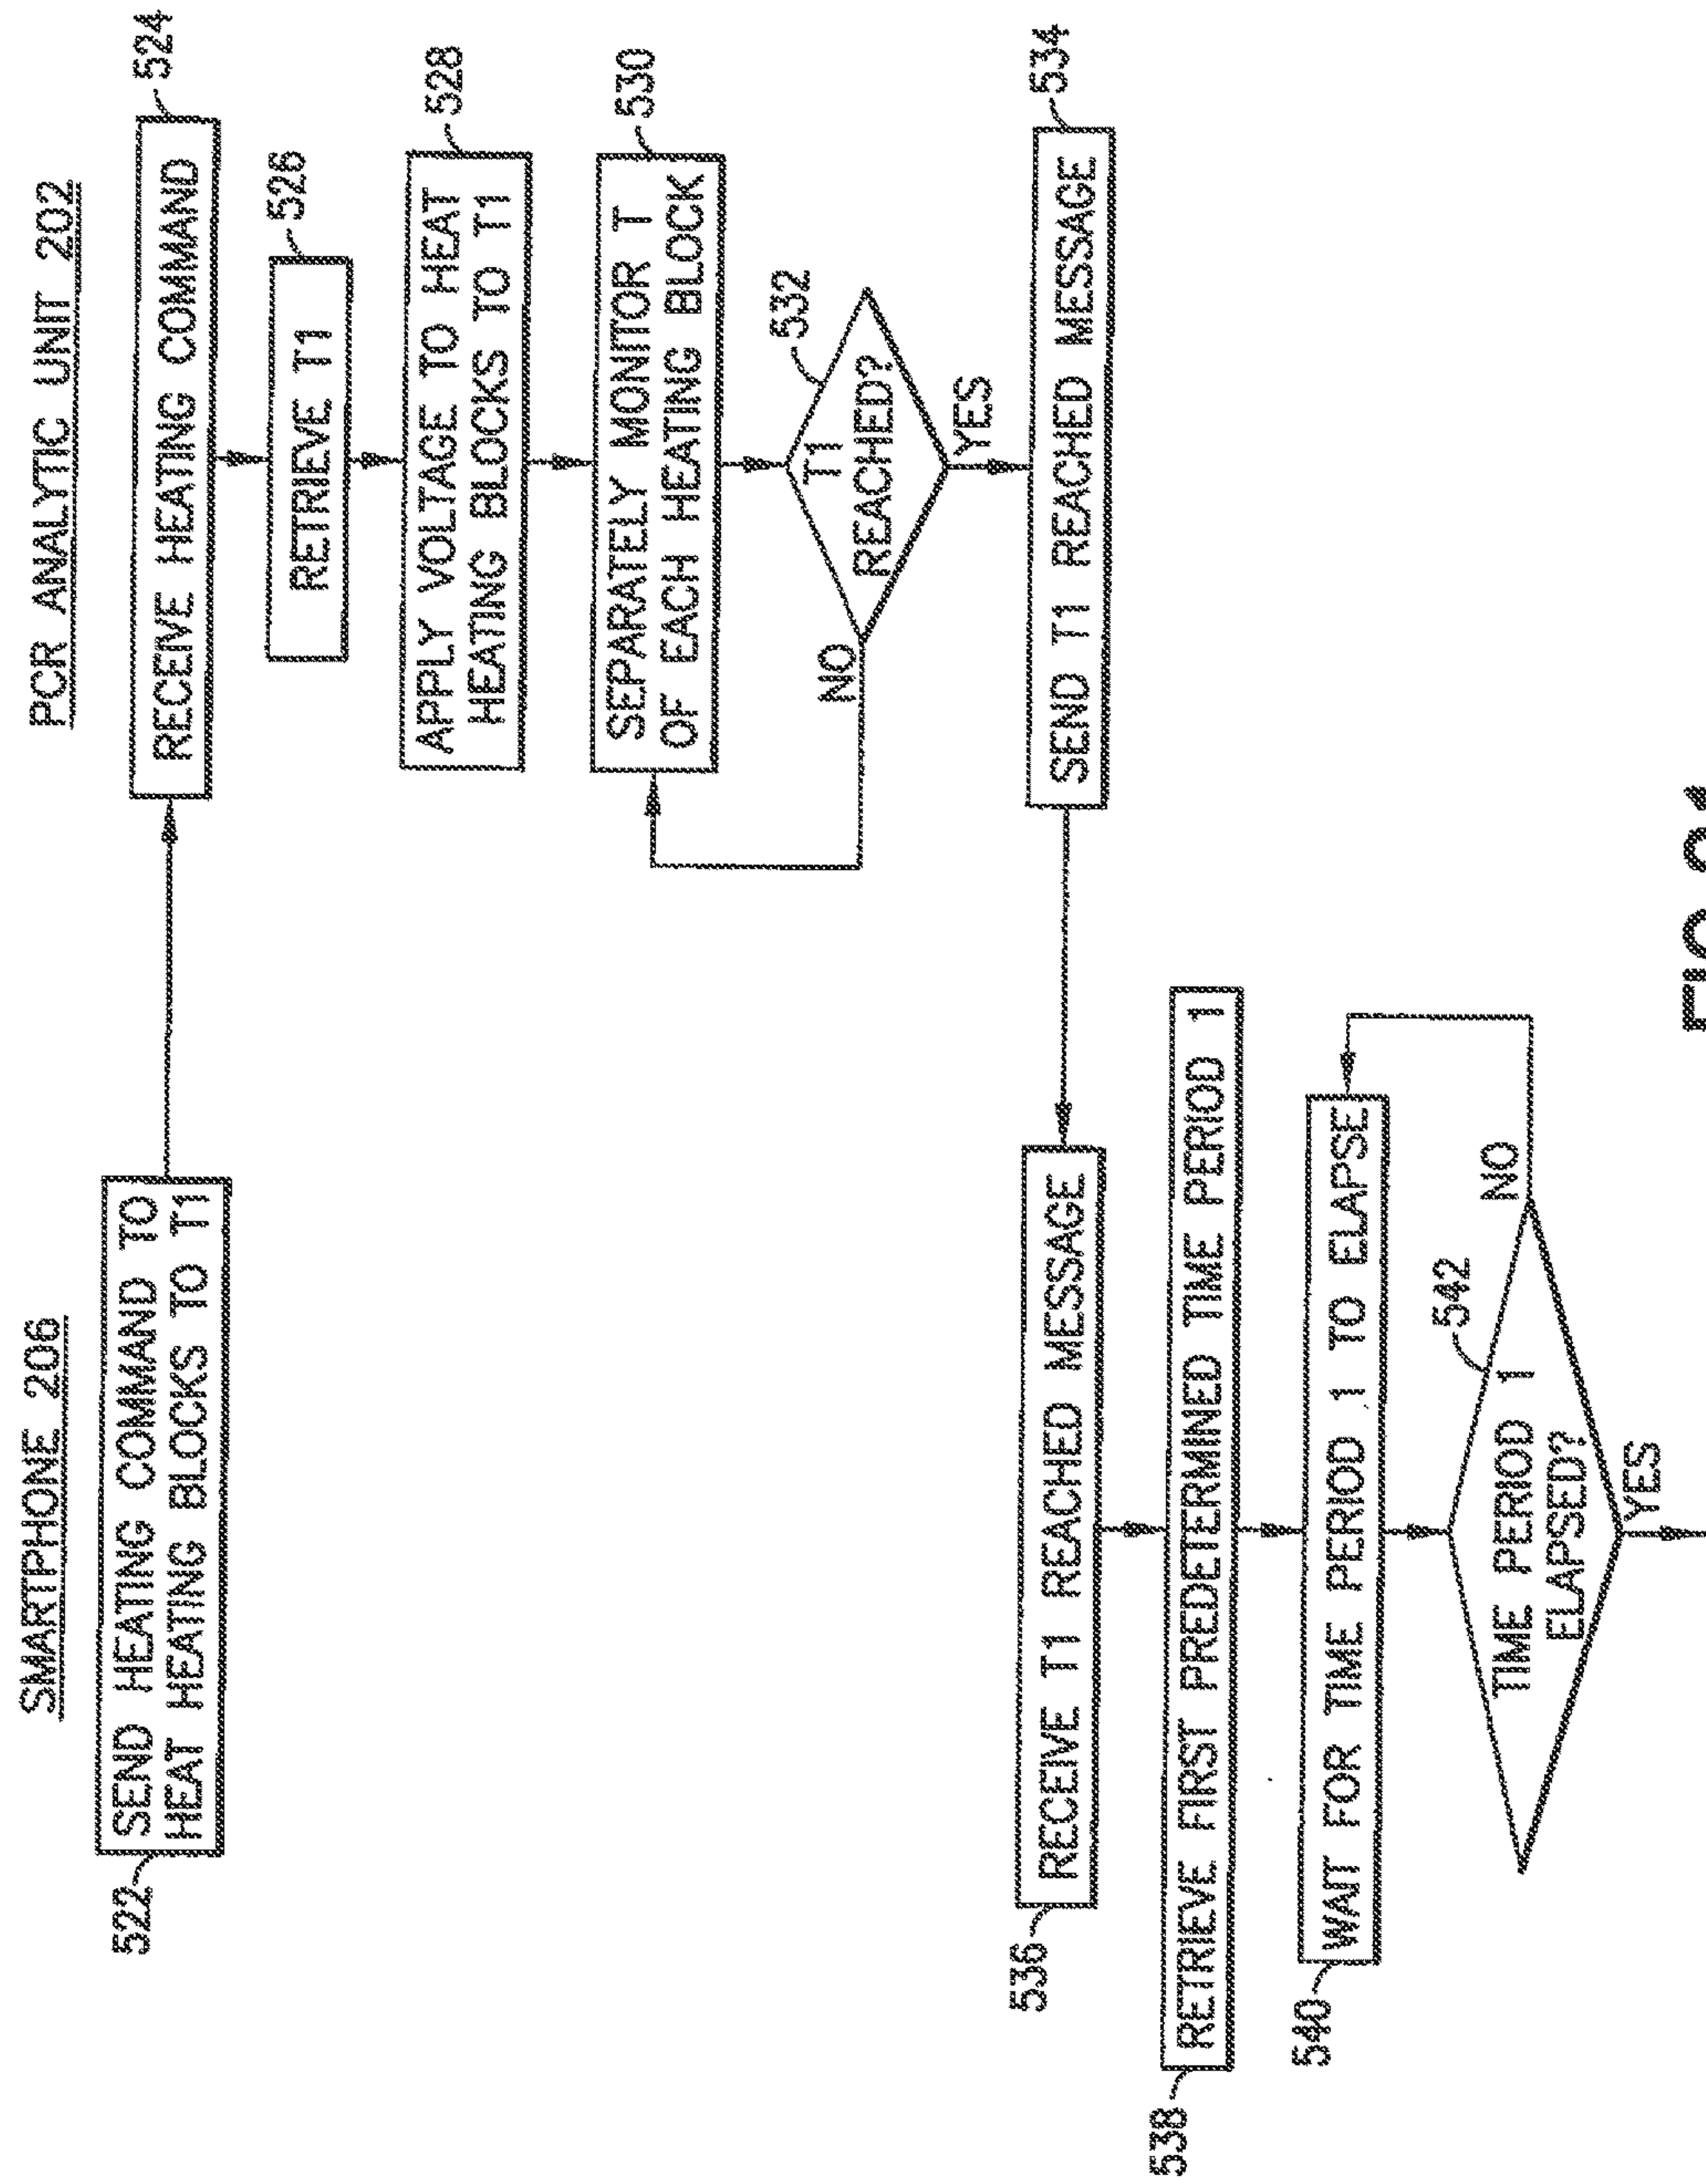 SMARTPHONE 206
PCR ANALYTIC UNIT 202
522
SEND HEATING COMMAND TO
HEAT HEATING BLOCKS TO T1
524
RECEIVE HEATING COMMAND
526
RETRIEVE T1
528
APPLY VOLTAGE TO HEAT
HEATING BLOCKS TO T1
530
SEPARATELY MONITOR T
OF EACH HEATING BLOCK
532
T1
REACHED?
NO
YES
534
SEND T1 REACHED MESSAGE
536
RECEIVE T1 REACHED MESSAGE
538
RETRIEVE FIRST PREDETERMINED TIME PERIOD 1
540
WAIT FOR TIME PERIOD 1 TO ELAPSE
542
TIME PERIOD 1
ELAPSED?
NO
YES